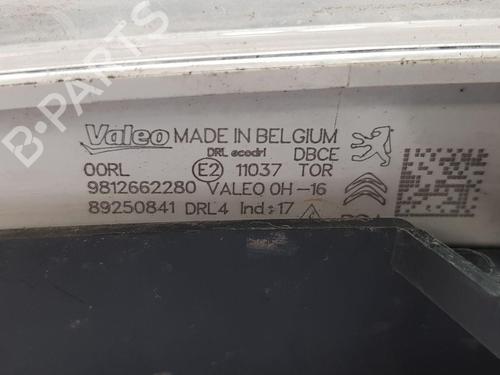 B-PARTS
Valeo MADE IN BELGIUM
DRL ecodrl DBCE
00RL E2 11037 TOR
9812662280 VALEO 0H-16
89250841 DRL4 Ind:17